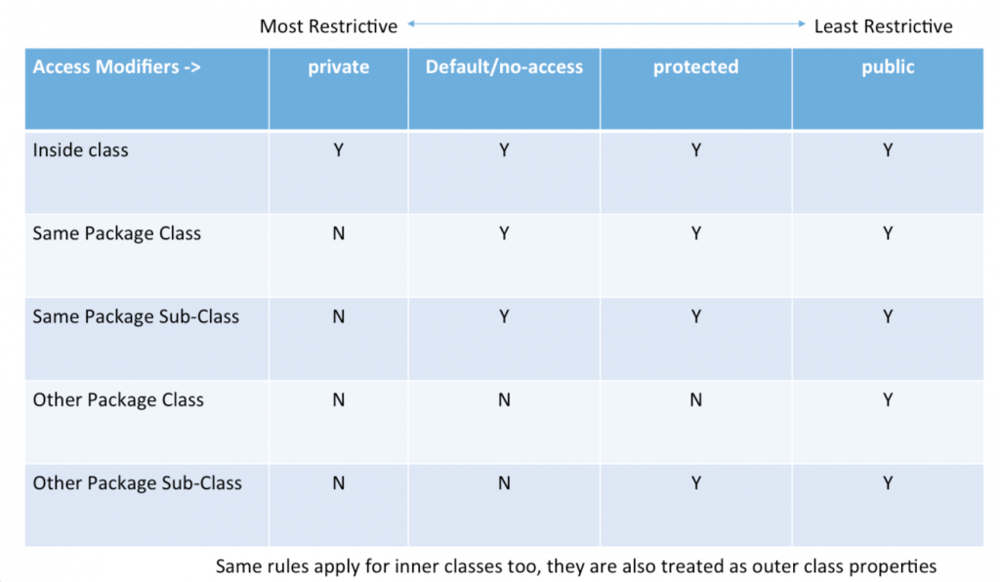 Most Restrictive Least Restrictive
Access Modifiers -> private Default/no-access protected public
Inside class Y Y Y Y
Same Package Class N Y Y Y
Same Package Sub-Class N Y Y Y
Other Package Class N N N Y
Other Package Sub-Class N N Y Y
Same rules apply for inner classes too, they are also treated as outer class properties